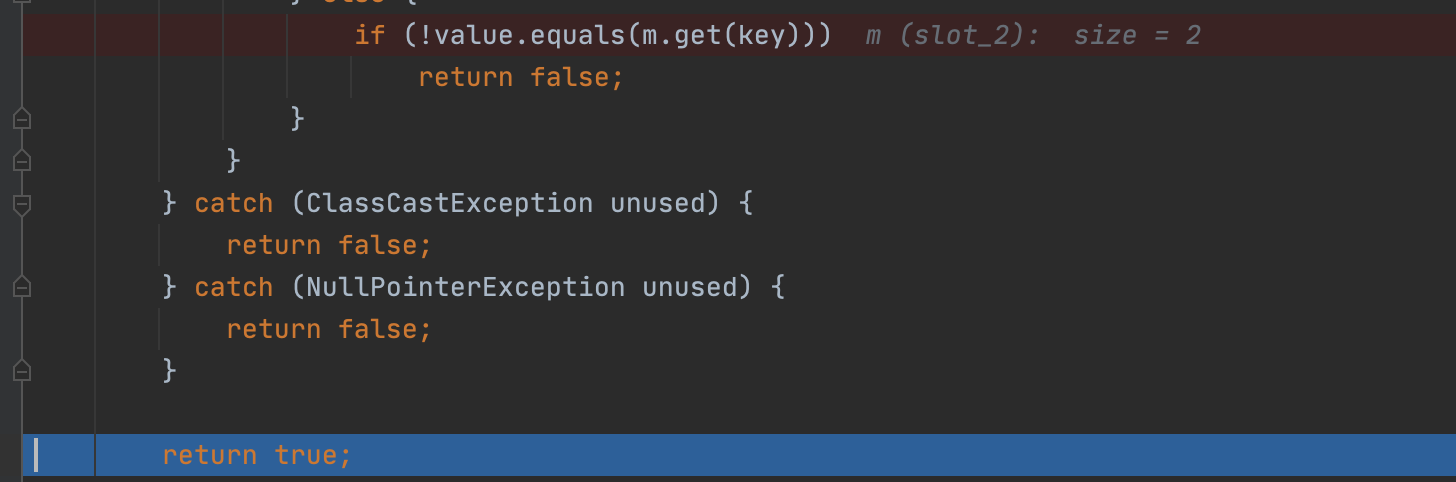 } else {
if (!value.equals(m.get(key))) m (slot_2): size = 2
return false;
}
}
} catch (ClassCastException unused) {
return false;
} catch (NullPointerException unused) {
return false;
}
return true;